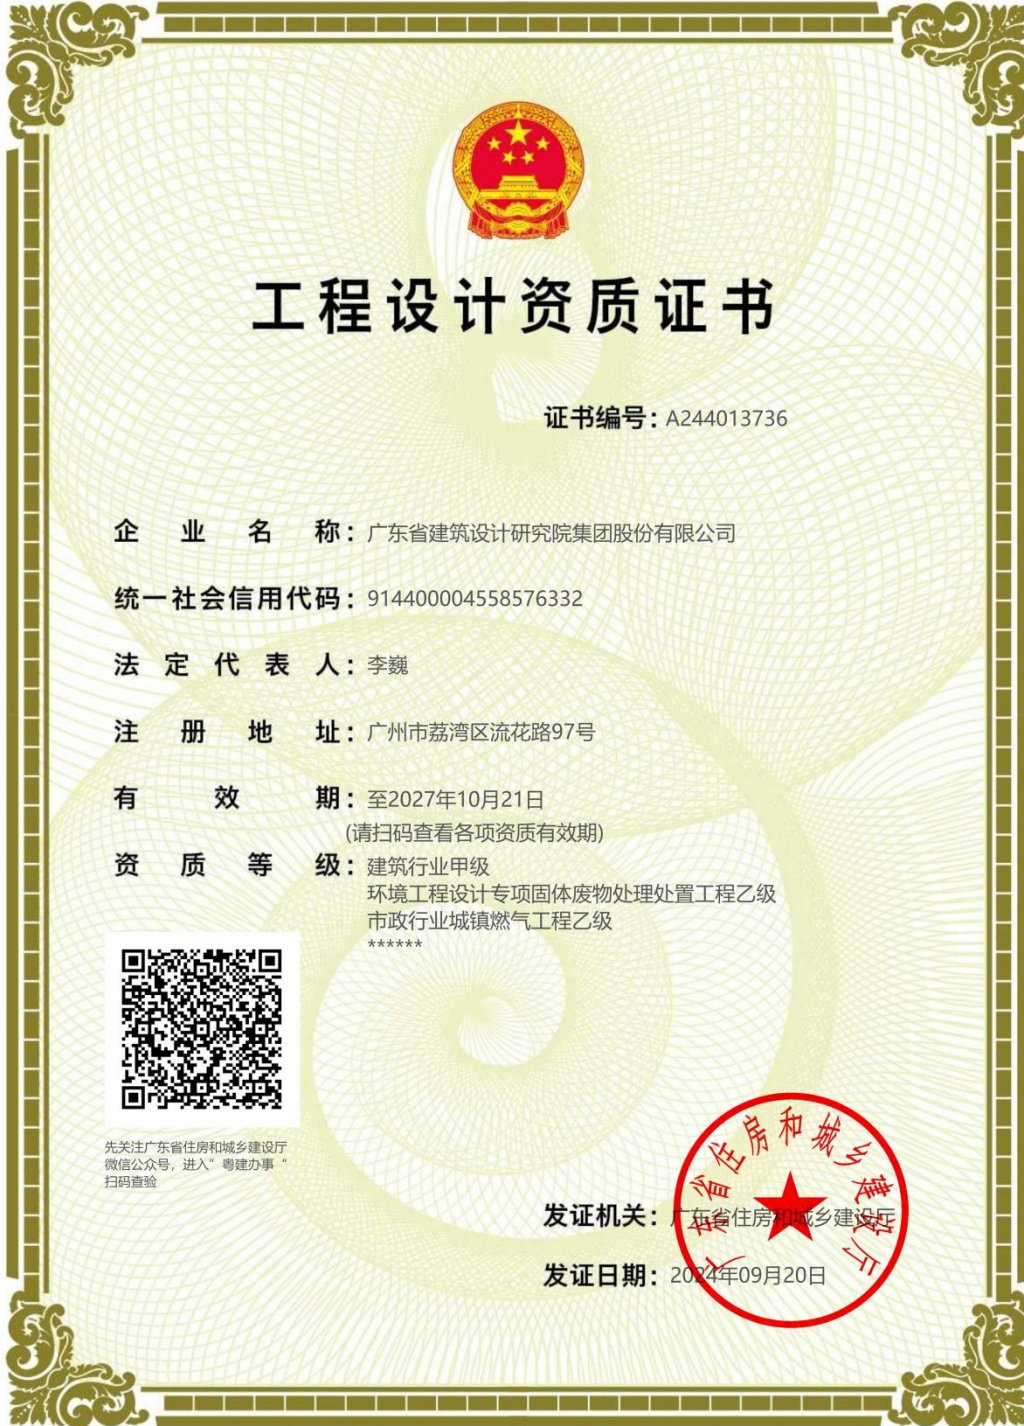 工程设计资质证书
证书编号：A244013736
企业名称：广东省建筑设计研究院集团股份有限公司
统一社会信用代码：914400004558576332
法定代表人：李巍
注册地址：广州市荔湾区流花路97号
有效期：至2027年10月21日
(请扫码查看各项资质有效期)
资质等级：建筑行业甲级
环境工程设计专项固体废物处理处置工程乙级
市政行业城镇燃气工程乙级
******
先关注广东省住房和城乡建设厅
微信公众号，进入”粤建办事“
扫码查验
广东省住房和城乡建设厅
发证机关：广东省住房和城乡建设厅
发证日期：2024年09月20日